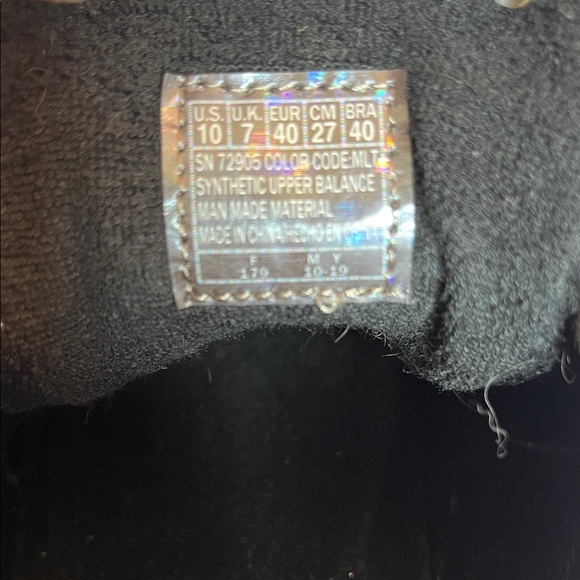 U.S. U.K. EUR CM BRA
10 7 40 27 40
SN 72905 COLOR CODE:MLT
SYNTHETIC UPPER BALANCE
MAN MADE MATERIAL
MADE IN CHINA/HECHO EN
F M Y
179 10-19